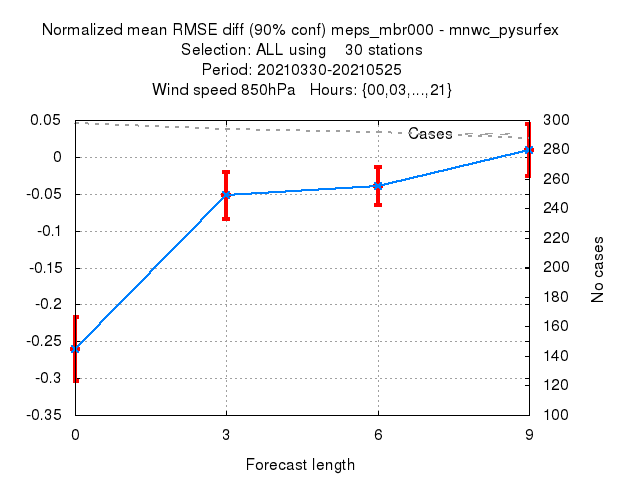 Normalized mean RMSE diff (90% conf) meps_mbr000 - mnwc_pysurfex
Selection: ALL using    30 stations
Period: 20210330-20210525
Wind speed 850hPa   Hours: {00,03,...,21}
0.05
0
-0.05
-0.1
-0.15
-0.2
-0.25
-0.3
-0.35
Cases
300
280
260
240
220
200
180
160
140
120
100
No cases
0 3 6 9
Forecast length